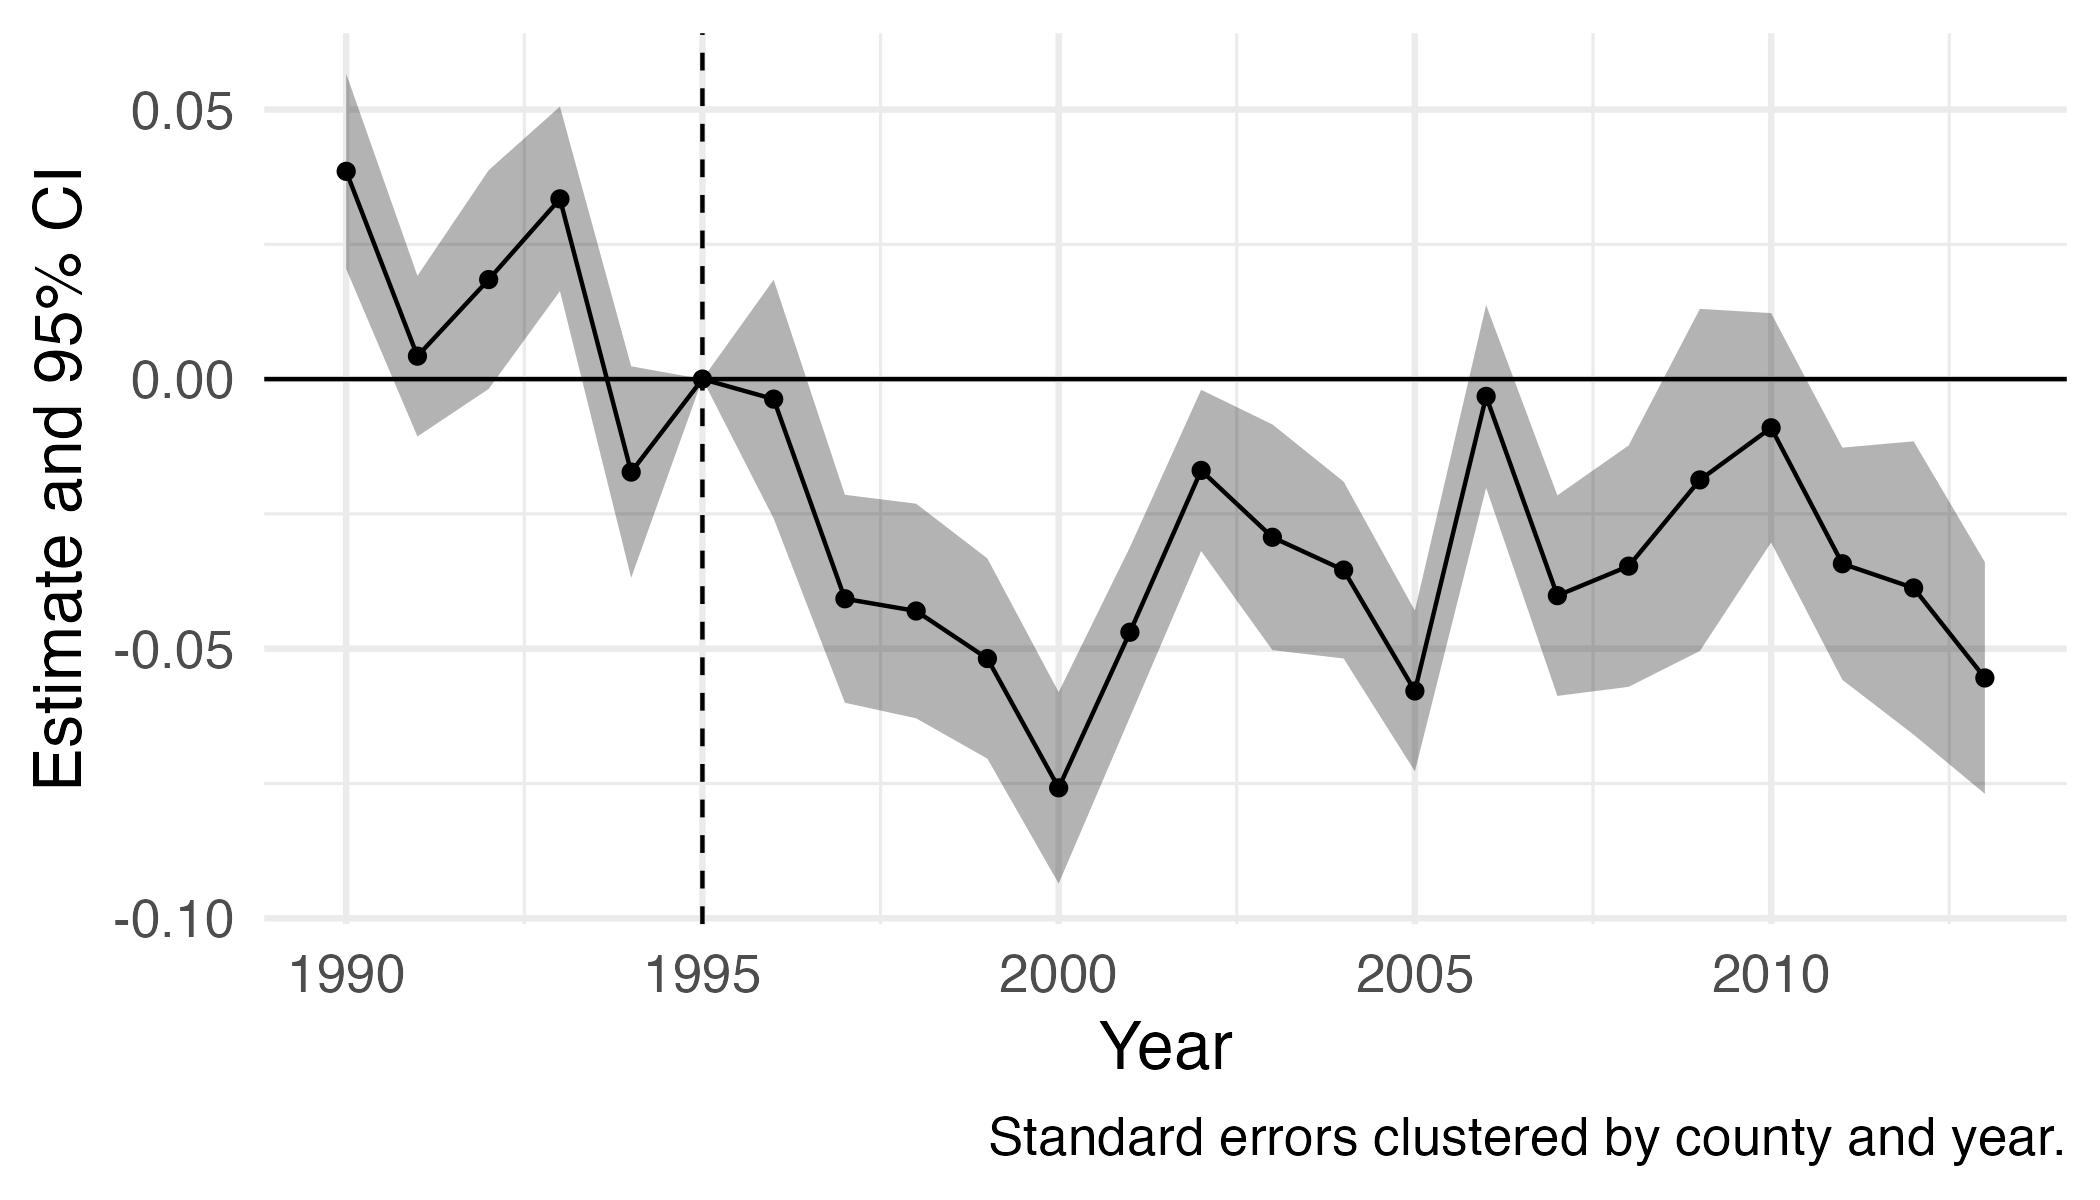 Estimate and 95% CI
0.05
0.00
-0.05
-0.10
1990 1995 2000 2005 2010
Year
Standard errors clustered by county and year.